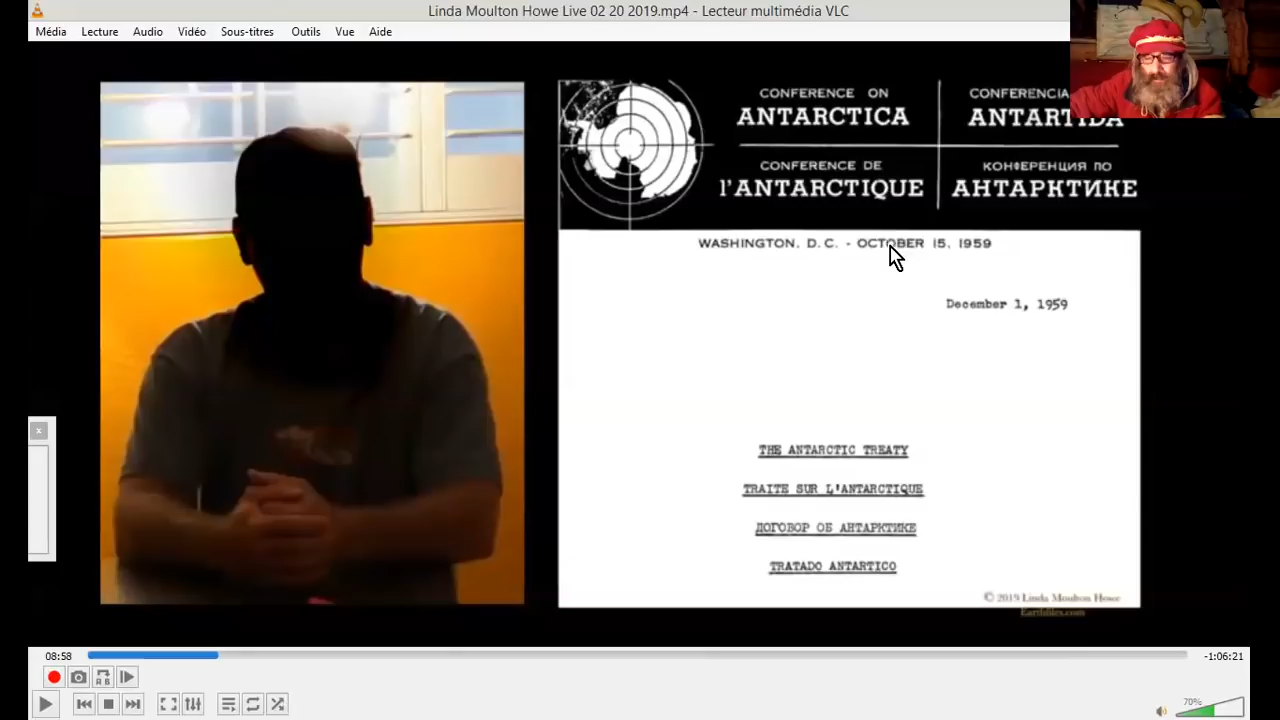 Linda Moulton Howe Live 02 20 2019.mp4 - Lecteur multimédia VLC
Média Lecture Audio Vidéo Sous-titres Outils Vue Aide
CONFERENCE ON
ANTARCTICA
CONFERENCIA
ANTARTIDA
CONFERENCE DE
l'ANTARCTIQUE
КОНФЕРЕНЦИЯ ПО
АНТАРКТИКЕ
WASHINGTON, D.C. - OCTOBER 15, 1959
December 1, 1959
THE ANTARCTIC TREATY
TRAITE SUR L'ANTARCTIQUE
ДОГОВОР ОБ АНТАРКТИКЕ
TRATADO ANTARTICO
© 2019 Linda Moulton Howe
Earthfiles.com
08:58
-1:06:21
70%